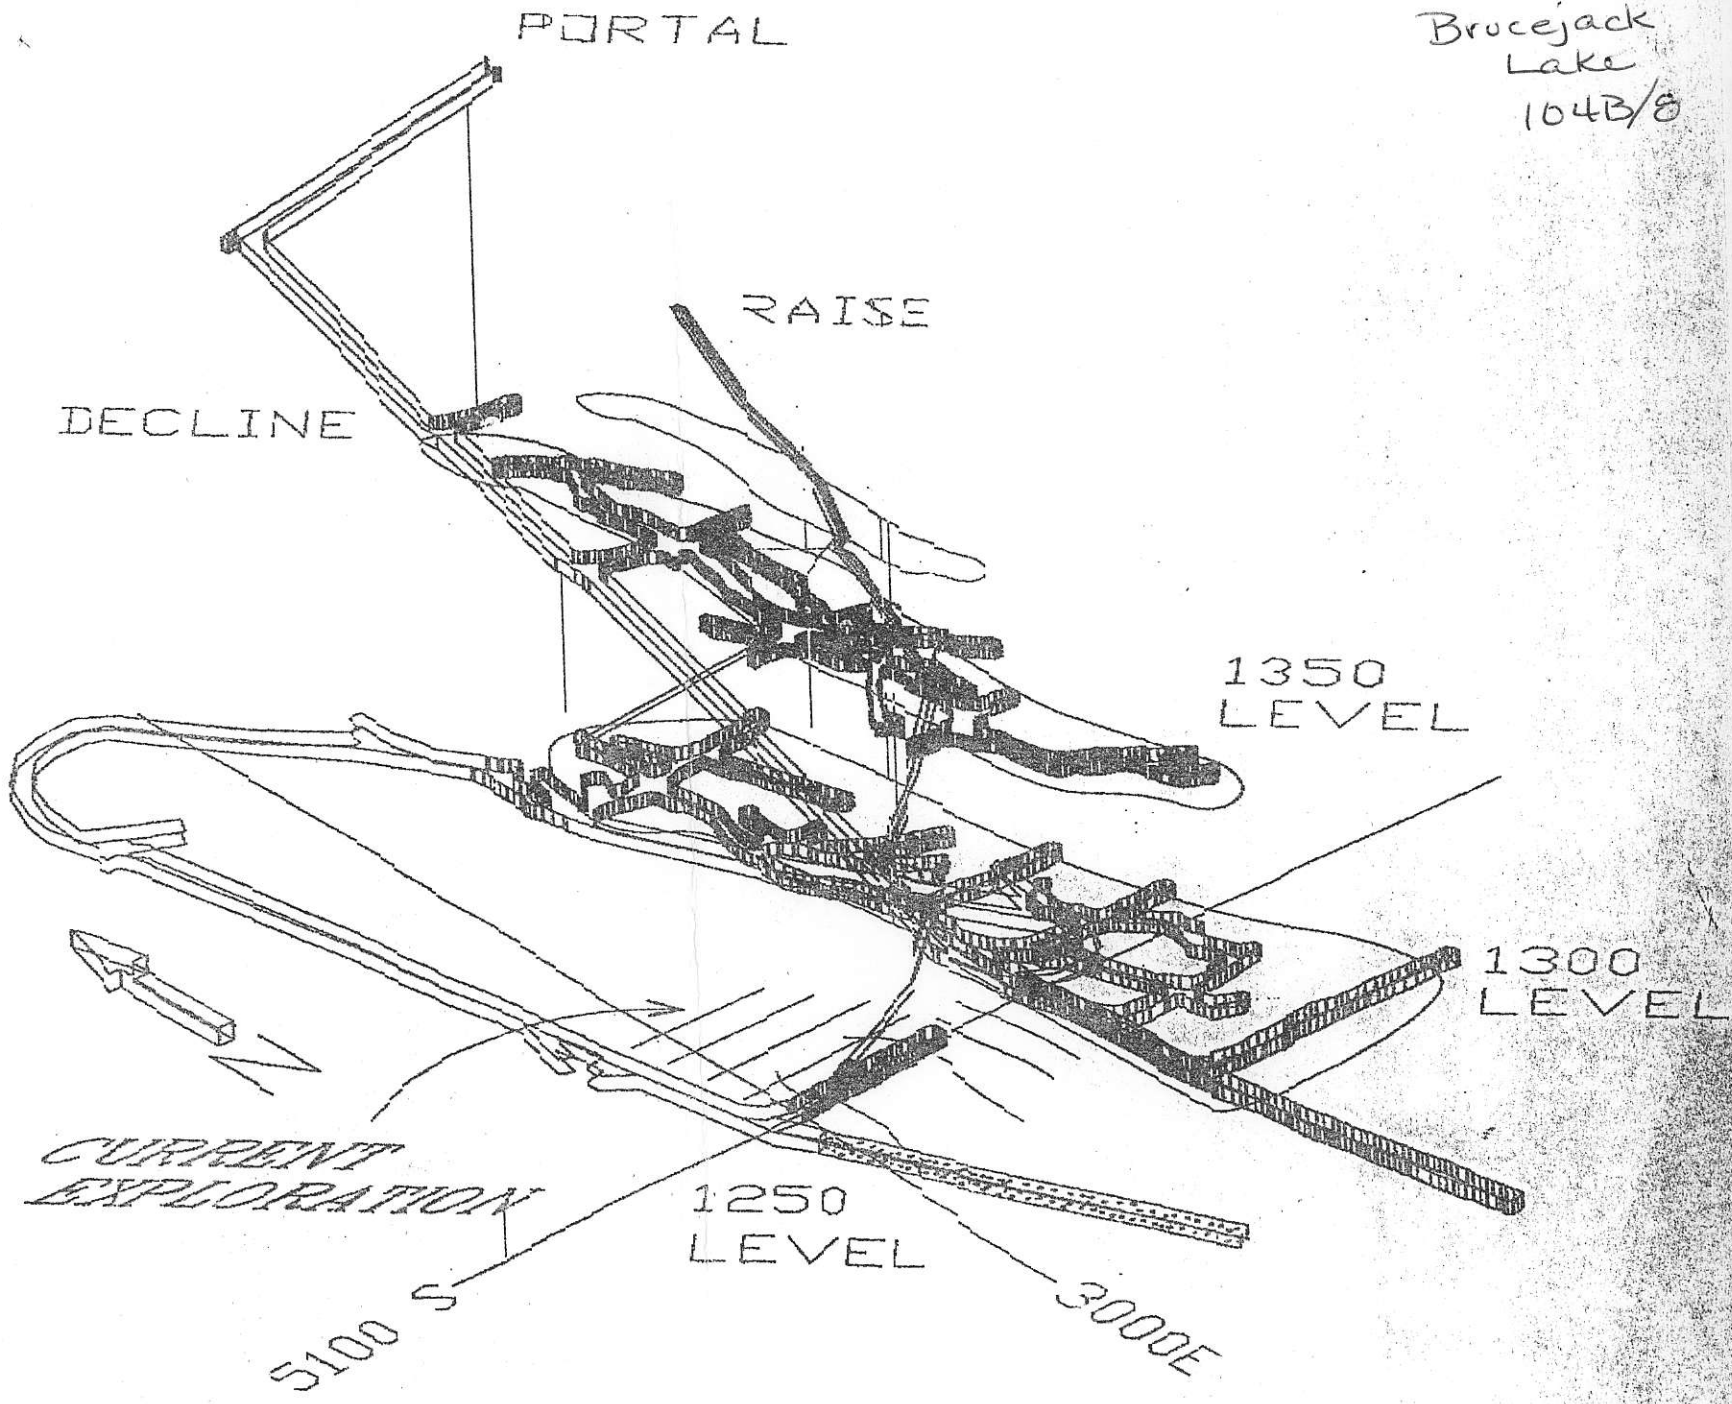 PORTAL
Brucejack
Lake
104B/8
RAISE
DECLINE
1350
LEVEL
1300
LEVEL
N
CURRENT
EXPLORATION
1250
LEVEL
5100 S
3000E